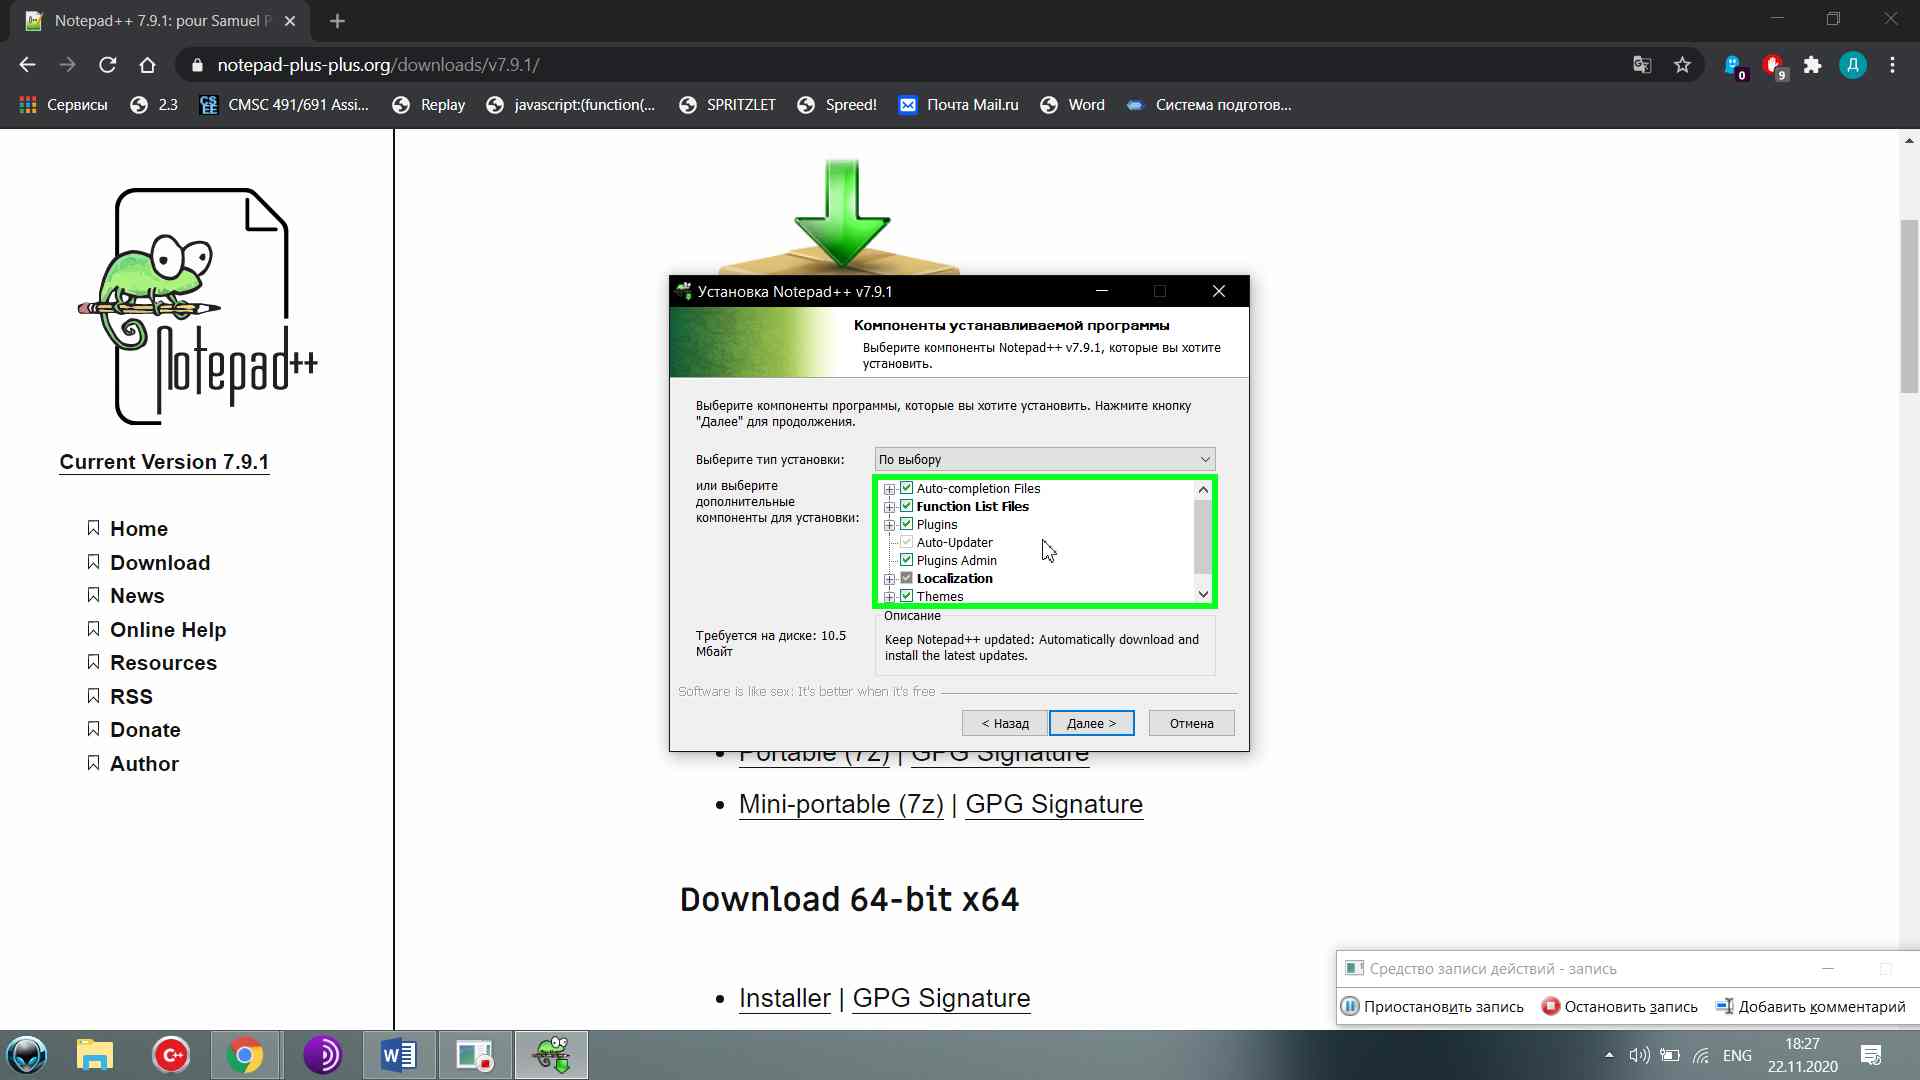 Notepad++ 7.9.1: pour Samuel P
notepad-plus-plus.org/downloads/v7.9.1/
0
9
Д
Сервисы
2.3
CMSC 491/691 Assi...
Replay
javascript:(function(...
SPRITZLET
Spreed!
Почта Mail.ru
Word
Система подготов...
Notepad++
Current Version 7.9.1
Home
Download
News
Online Help
Resources
RSS
Donate
Author
Установка Notepad++ v7.9.1
Компоненты устанавливаемой программы
Выберите компоненты Notepad++ v7.9.1, которые вы хотите
установить.
Выберите компоненты программы, которые вы хотите установить. Нажмите кнопку
"Далее" для продолжения.
Выберите тип установки:
По выбору
или выберите
дополнительные
компоненты для установки:
Auto-completion Files
Function List Files
Plugins
Auto-Updater
Plugins Admin
Localization
Themes
Требуется на диске: 10.5
Мбайт
Описание
Keep Notepad++ updated: Automatically download and
install the latest updates.
Software is like sex: It's better when it's free
< Назад
Далее >
Отмена
Portable (7z) | GPG Signature
Mini-portable (7z) | GPG Signature
Download 64-bit x64
Installer | GPG Signature
Средство записи действий - запись
Приостановить запись
Остановить запись
Добавить комментарий
ENG
18:27
22.11.2020